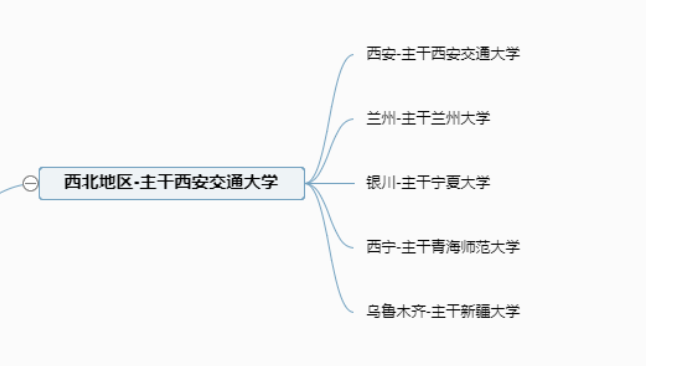 西安-主干西安交通大学
兰州-主干兰州大学
西北地区-主干西安交通大学
银川-主干宁夏大学
西宁-主干青海师范大学
乌鲁木齐-主干新疆大学